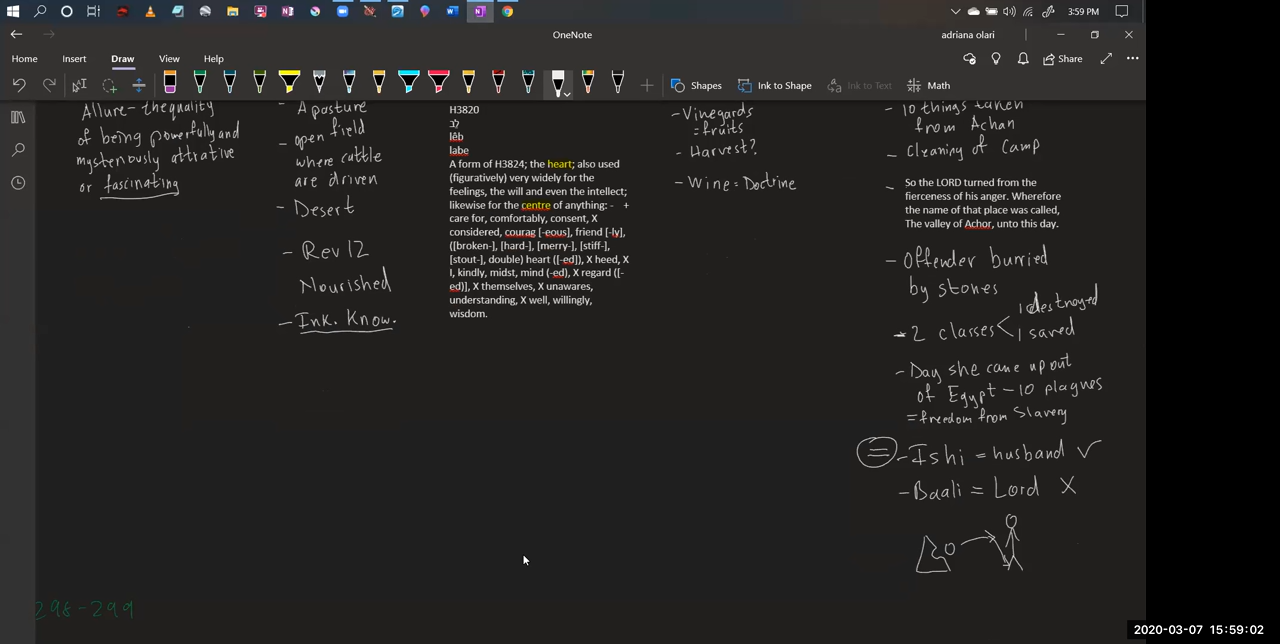 3:59 PM
OneNote
adriana olari
Home
Insert
Draw
View
Help
Share
Shapes
Ink to Shape
Ink to Text
Math
Allure - the quality
of being powerfully and
mysteriously attrative
or fascinating
- A pasture
- open field
where cattle
are driven
- Desert
- Rev 12
Nourished
- Ink. Know.
H3820
לב
lêb
labe
A form of H3824; the heart; also used
(figuratively) very widely for the
feelings, the will and even the intellect;
likewise for the centre of anything: - +
care for, comfortably, consent, X
considered, courag [-eous], friend [-ly],
([broken-], [hard-], [merry-], [stiff-],
[stout-], double) heart ([-ed]), X heed, X
I, kindly, midst, mind (-ed), X regard ([-
ed)], X themselves, X unawares,
understanding, X well, willingly,
wisdom.
- Vinegards
= fruits
- Harvest?
- Wine = Doctrine
- 10 things taken
from Achan
- Cleaning of Camp
- So the LORD turned from the
fierceness of his anger. Wherefore
the name of that place was called,
The valley of Achor, unto this day.
- Offender burried
by stones
- 2 classes < 1 destroyed
1 saved
- Day she came up out
of Egypt - 10 plagues
= freedom from Slavery
= - Ishi = husband ✓
- Baali = Lord X
298-299
2020-03-07 15:59:02